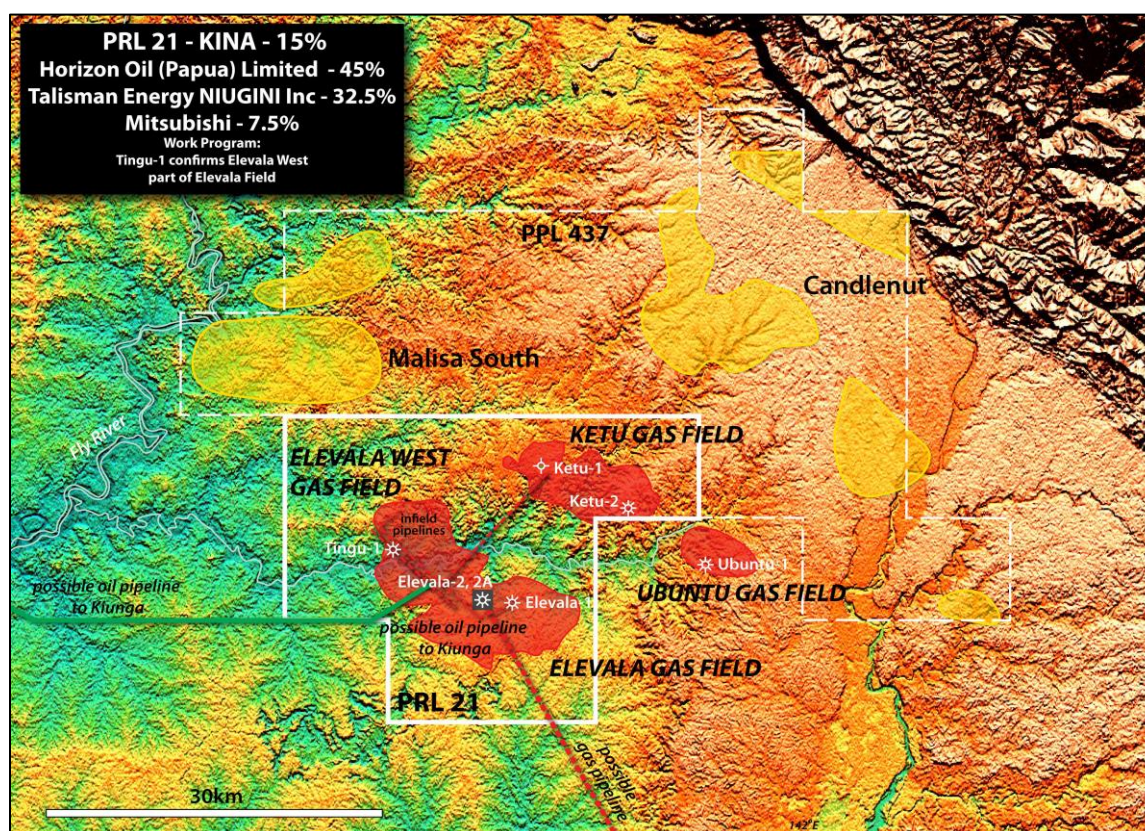 PRL 21 - KINA - 15%
Horizon Oil (Papua) Limited - 45%
Talisman Energy NIUGINI Inc - 32.5%
Mitsubishi - 7.5%
Work Program:
Tingu-1 confirms Elevala West
part of Elevala Field
PPL 437
Candlenut
Malisa South
Fly River
KETU GAS FIELD
ELEVALA WEST
GAS FIELD
Ketu-1
Ketu-2
infield
pipelines
Tingu-1
Ubuntu-1
Elevala-2, 2A
possible oil pipeline
to Kiunga
UBUNTU GAS FIELD
Elevala-1
possible oil pipeline
to Kiunga
ELEVALA GAS FIELD
PRL 21
possible
gas pipeline
30km
142°E